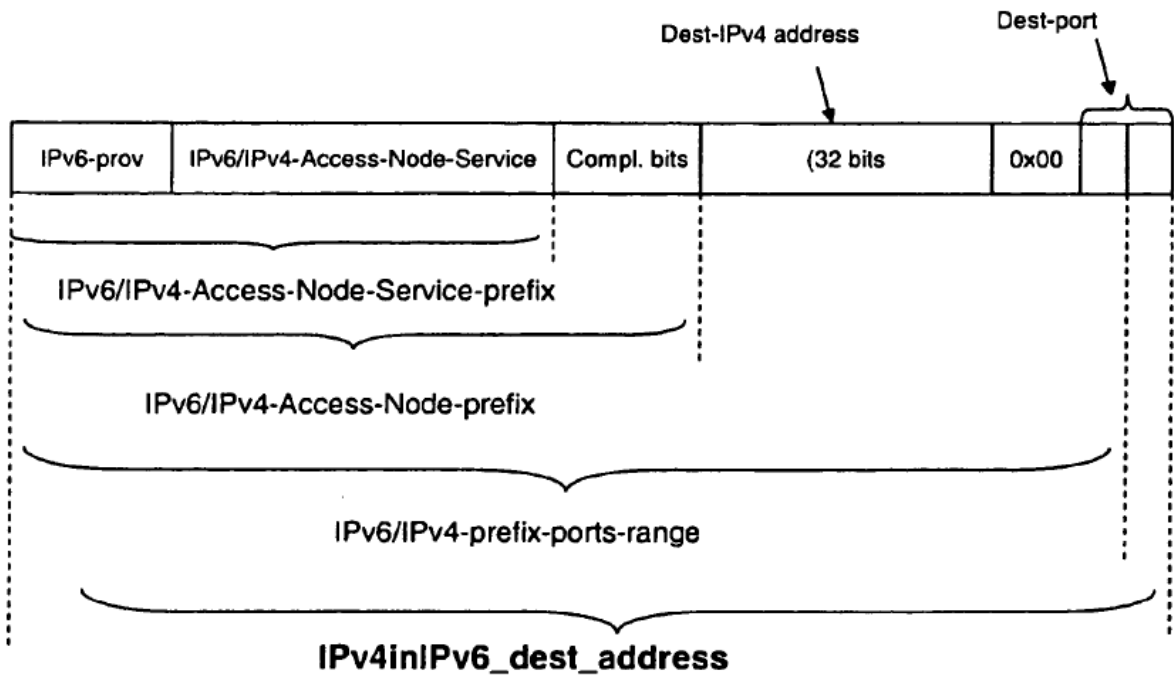 Dest-port
Dest-IPv4 address
IPv6-prov IPv6/IPv4-Access-Node-Service Compl. bits (32 bits 0x00
IPv6/IPv4-Access-Node-Service-prefix
IPv6/IPv4-Access-Node-prefix
IPv6/IPv4-prefix-ports-range
IPv4inIPv6_dest_address